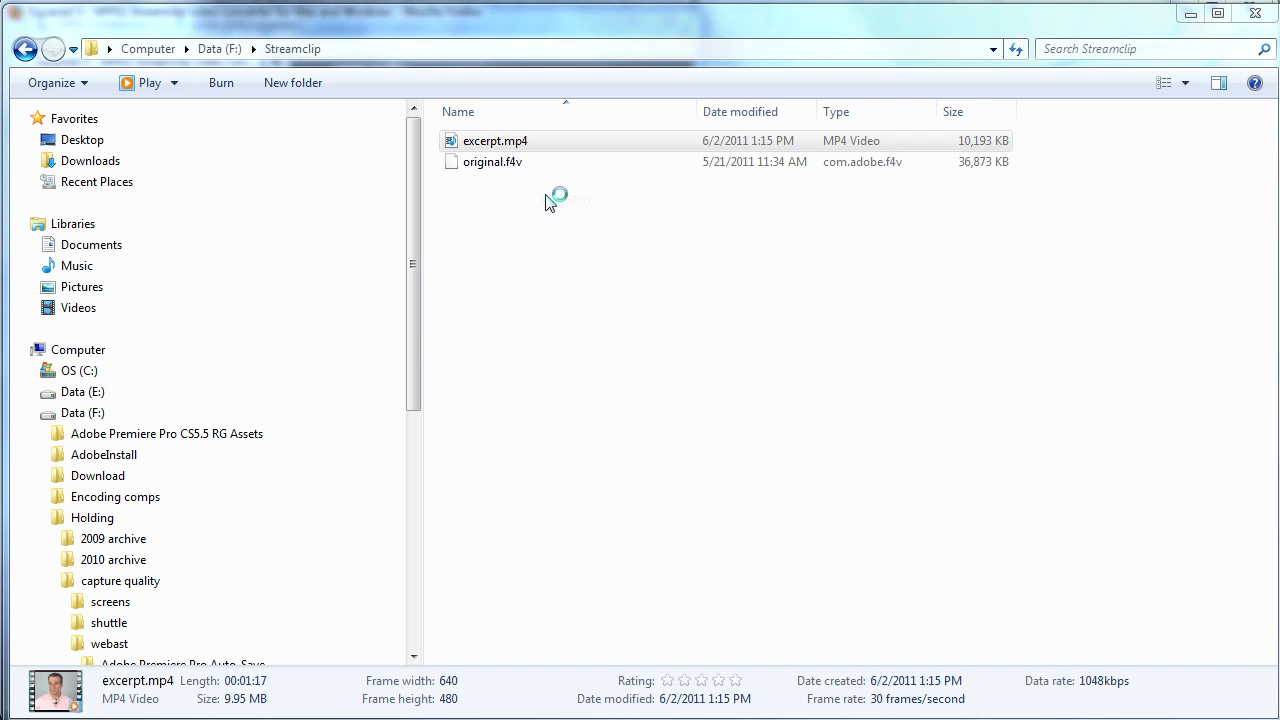 Computer Data (F:) Streamclip Search Streamclip
Organize Play Burn New folder
Name Date modified Type Size
excerpt.mp4 6/2/2011 1:15 PM MP4 Video 10,193 KB
original.f4v 5/21/2011 11:34 AM com.adobe.f4v 36,873 KB
Favorites
Desktop
Downloads
Recent Places
Libraries
Documents
Music
Pictures
Videos
Computer
OS (C:)
Data (E:)
Data (F:)
Adobe Premiere Pro CS5.5 RG Assets
AdobeInstall
Download
Encoding comps
Holding
2009 archive
2010 archive
capture quality
screens
shuttle
webast
Adobe Premiere Pro Auto-Save
excerpt.mp4 Length: 00:01:17 Frame width: 640 Rating: Date created: 6/2/2011 1:15 PM Data rate: 1048kbps
MP4 Video Size: 9.95 MB Frame height: 480 Date modified: 6/2/2011 1:15 PM Frame rate: 30 frames/second